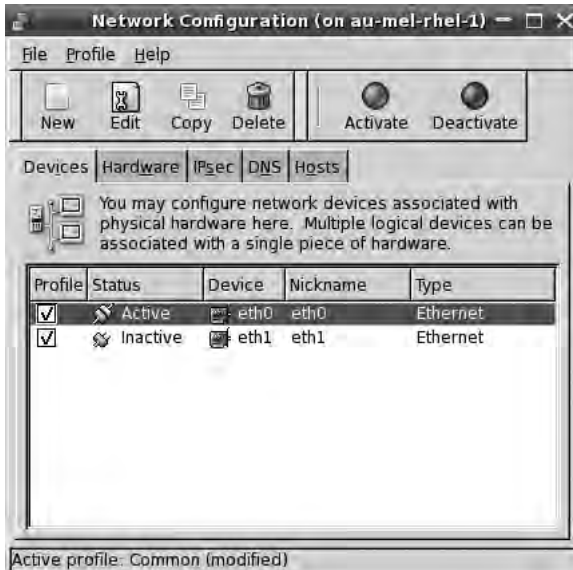 Network Configuration (on au-mel-rhel-1)
File Profile Help
New Edit Copy Delete Activate Deactivate
Devices Hardware IPsec DNS Hosts
You may configure network devices associated with
physical hardware here. Multiple logical devices can be
associated with a single piece of hardware.
Profile Status Device Nickname Type
Active eth0 eth0 Ethernet
Inactive eth1 eth1 Ethernet
Active profile: Common (modified)